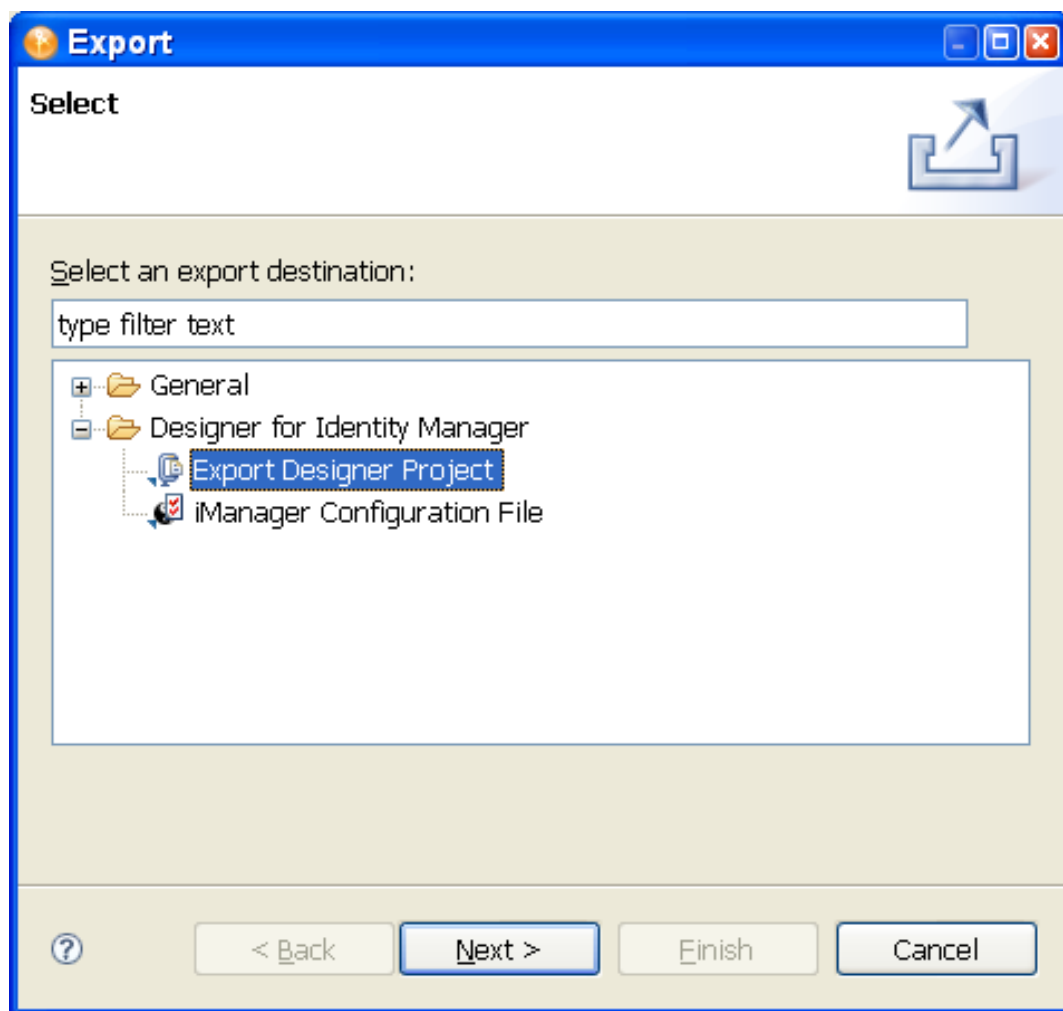 Export
Select
Select an export destination:
type filter text
General
Designer for Identity Manager
Export Designer Project
iManager Configuration File
? < Back Next > Finish Cancel